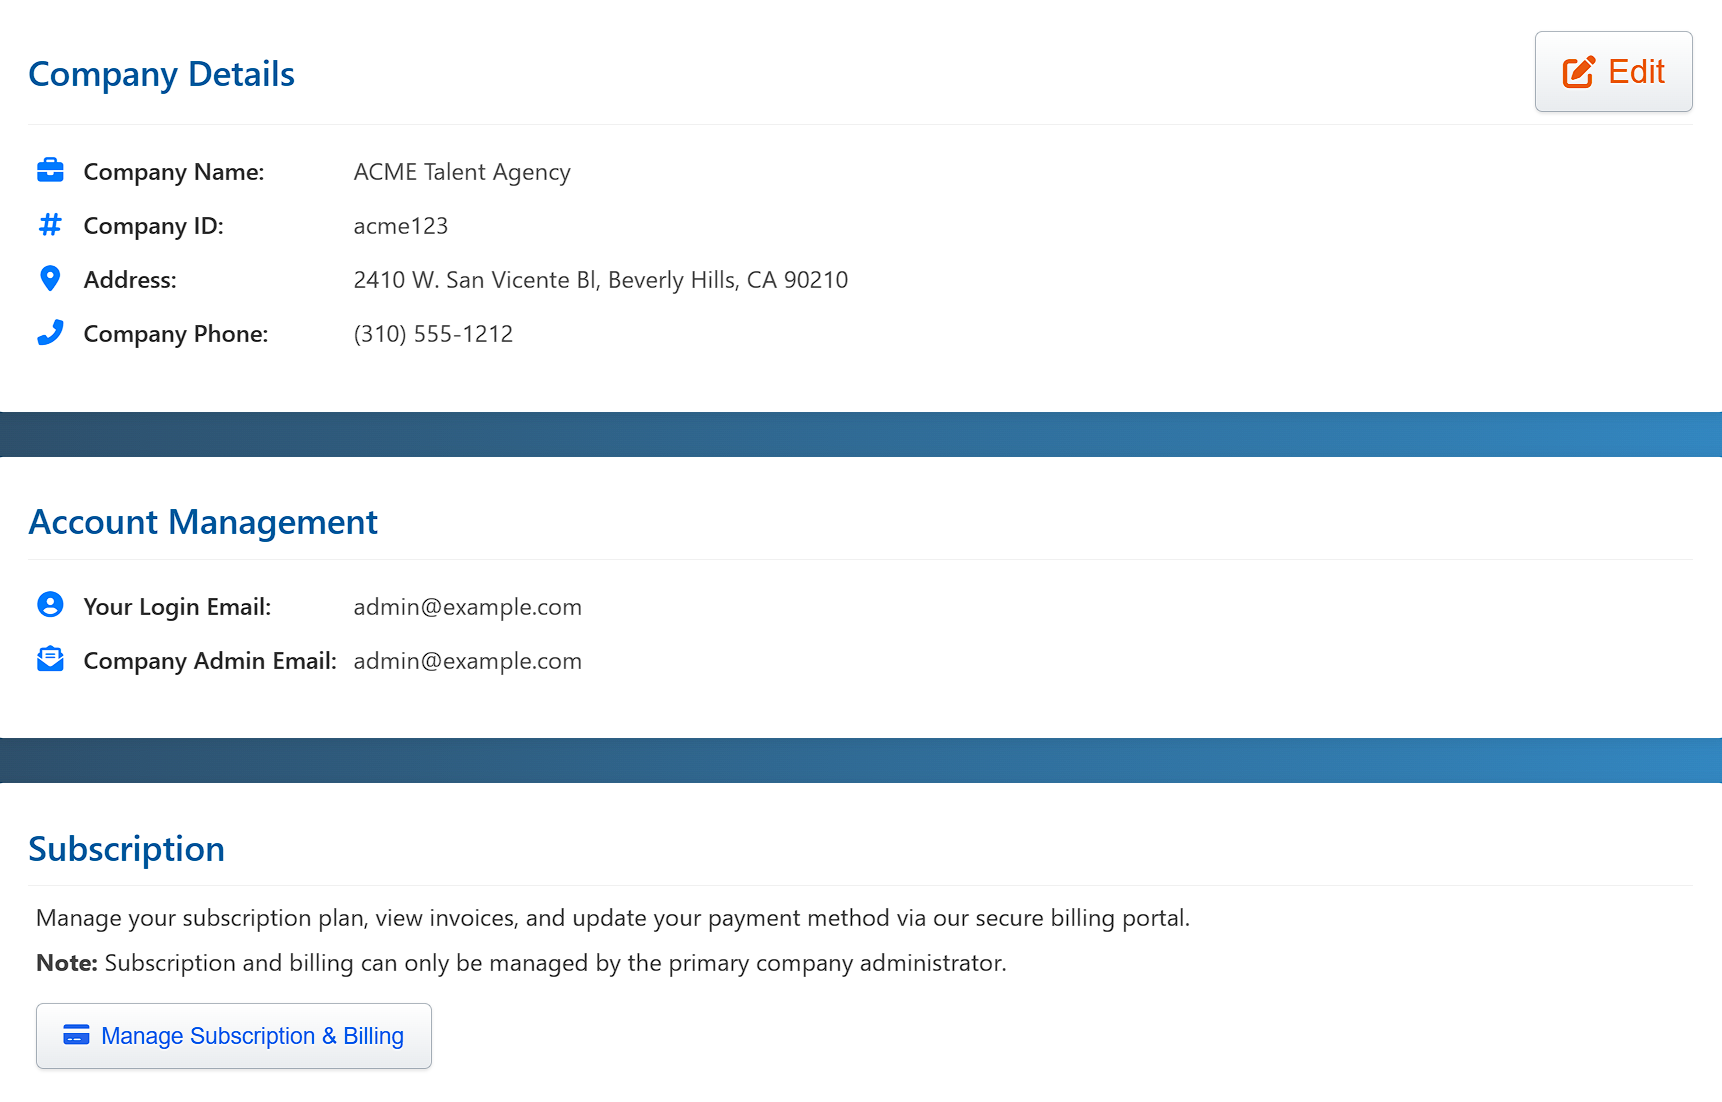 Company Details
Edit
Company Name: ACME Talent Agency
Company ID: acme123
Address: 2410 W. San Vicente Bl, Beverly Hills, CA 90210
Company Phone: (310) 555-1212
Account Management
Your Login Email: admin@example.com
Company Admin Email: admin@example.com
Subscription
Manage your subscription plan, view invoices, and update your payment method via our secure billing portal.
Note: Subscription and billing can only be managed by the primary company administrator.
Manage Subscription & Billing